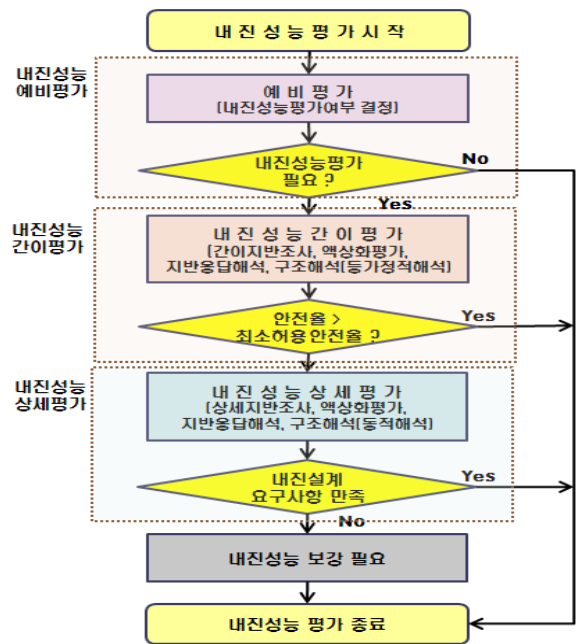 내 진 성 능 평 가 시 작
내진성능
예비평가
예 비 평 가
(내진성능평가여부 결정)
내진성능평가
필요 ?
No
Yes
내진성능
간이평가
내 진 성 능 간 이 평 가
(간이지반조사, 액상화평가,
지반응답해석, 구조해석(등가정적해석)
안전율 >
최소허용안전율 ?
Yes
내진성능
상세평가
내 진 성 능 상 세 평 가
(상세지반조사, 액상화평가,
지반응답해석, 구조해석(동적해석)
내진설계
요구사항 만족
Yes
No
내진성능 보강 필요
내진성능 평가 종료